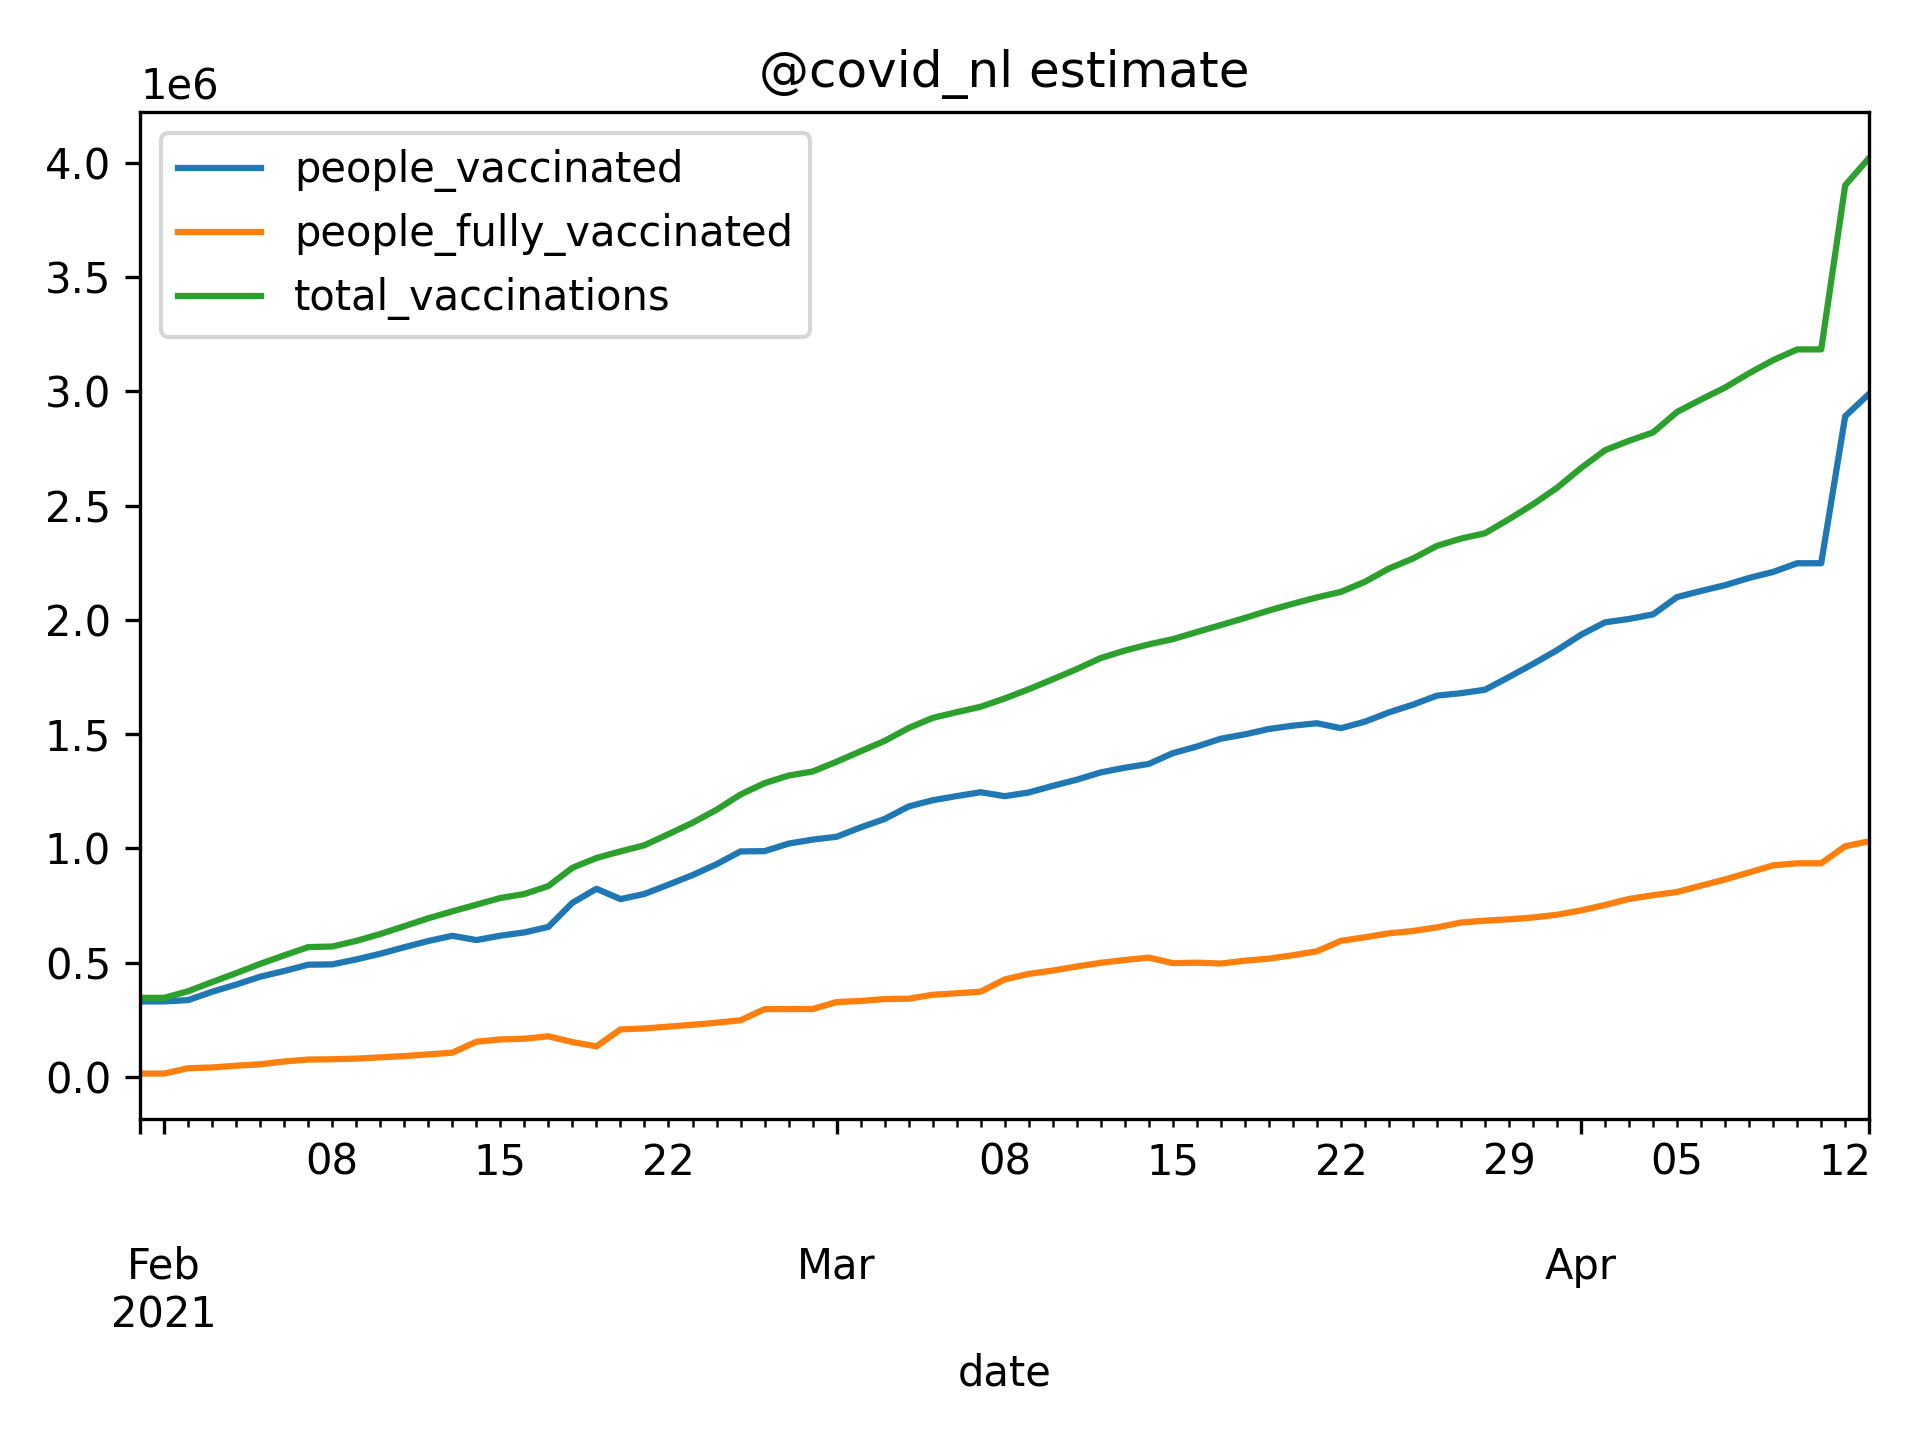 @covid_nl estimate
1e6
people_vaccinated
people_fully_vaccinated
total_vaccinations
4.0
3.5
3.0
2.5
2.0
1.5
1.0
0.5
0.0
08 15 22 08 15 22 29 05 12
Feb Mar Apr
2021
date